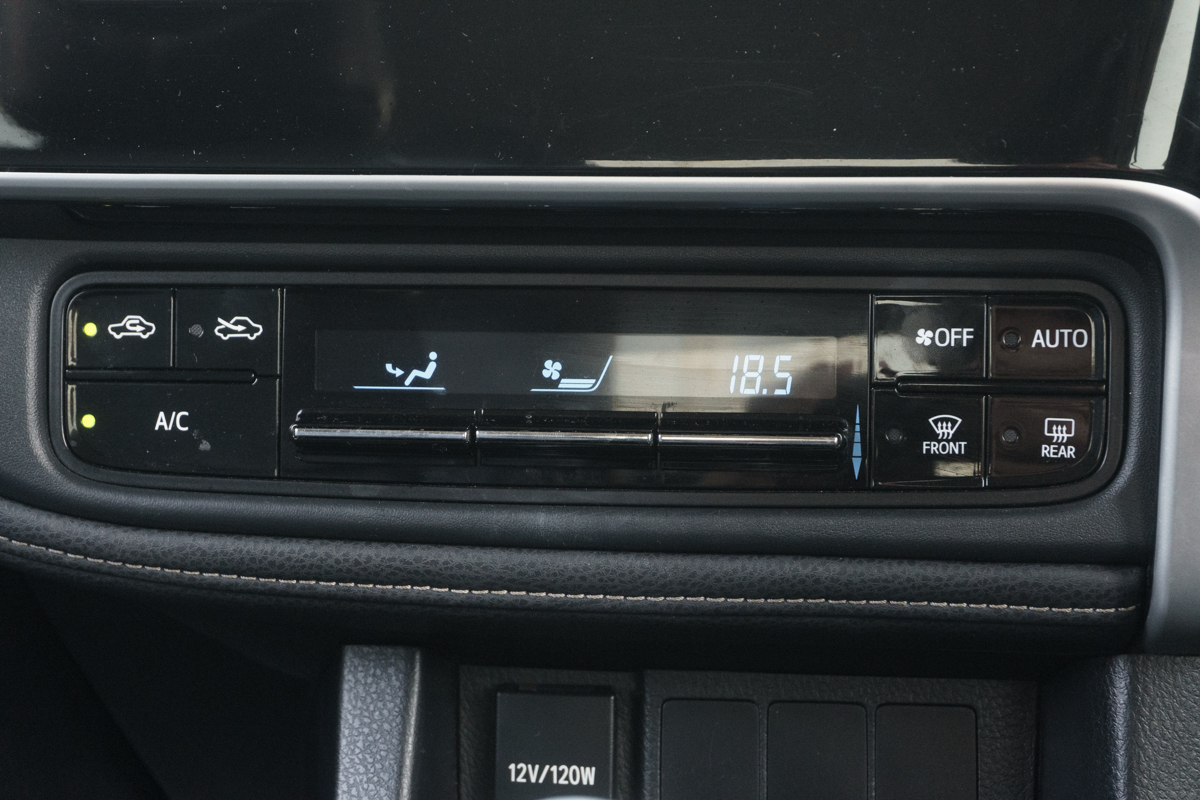 18.5
OFF
AUTO
A/C
FRONT
REAR
12V/120W